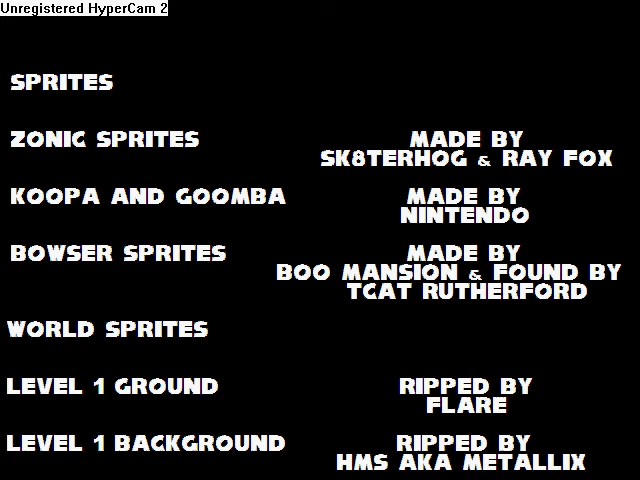 Unregistered HyperCam 2
SPRITES
ZONIC SPRITES MADE BY
SK8TERHOG & RAY FOX
KOOPA AND GOOMBA MADE BY
NINTENDO
BOWSER SPRITES MADE BY
BOO MANSION & FOUND BY
TCAT RUTHERFORD
WORLD SPRITES
LEVEL 1 GROUND RIPPED BY
FLARE
LEVEL 1 BACKGROUND RIPPED BY
HMS AKA METALLIX